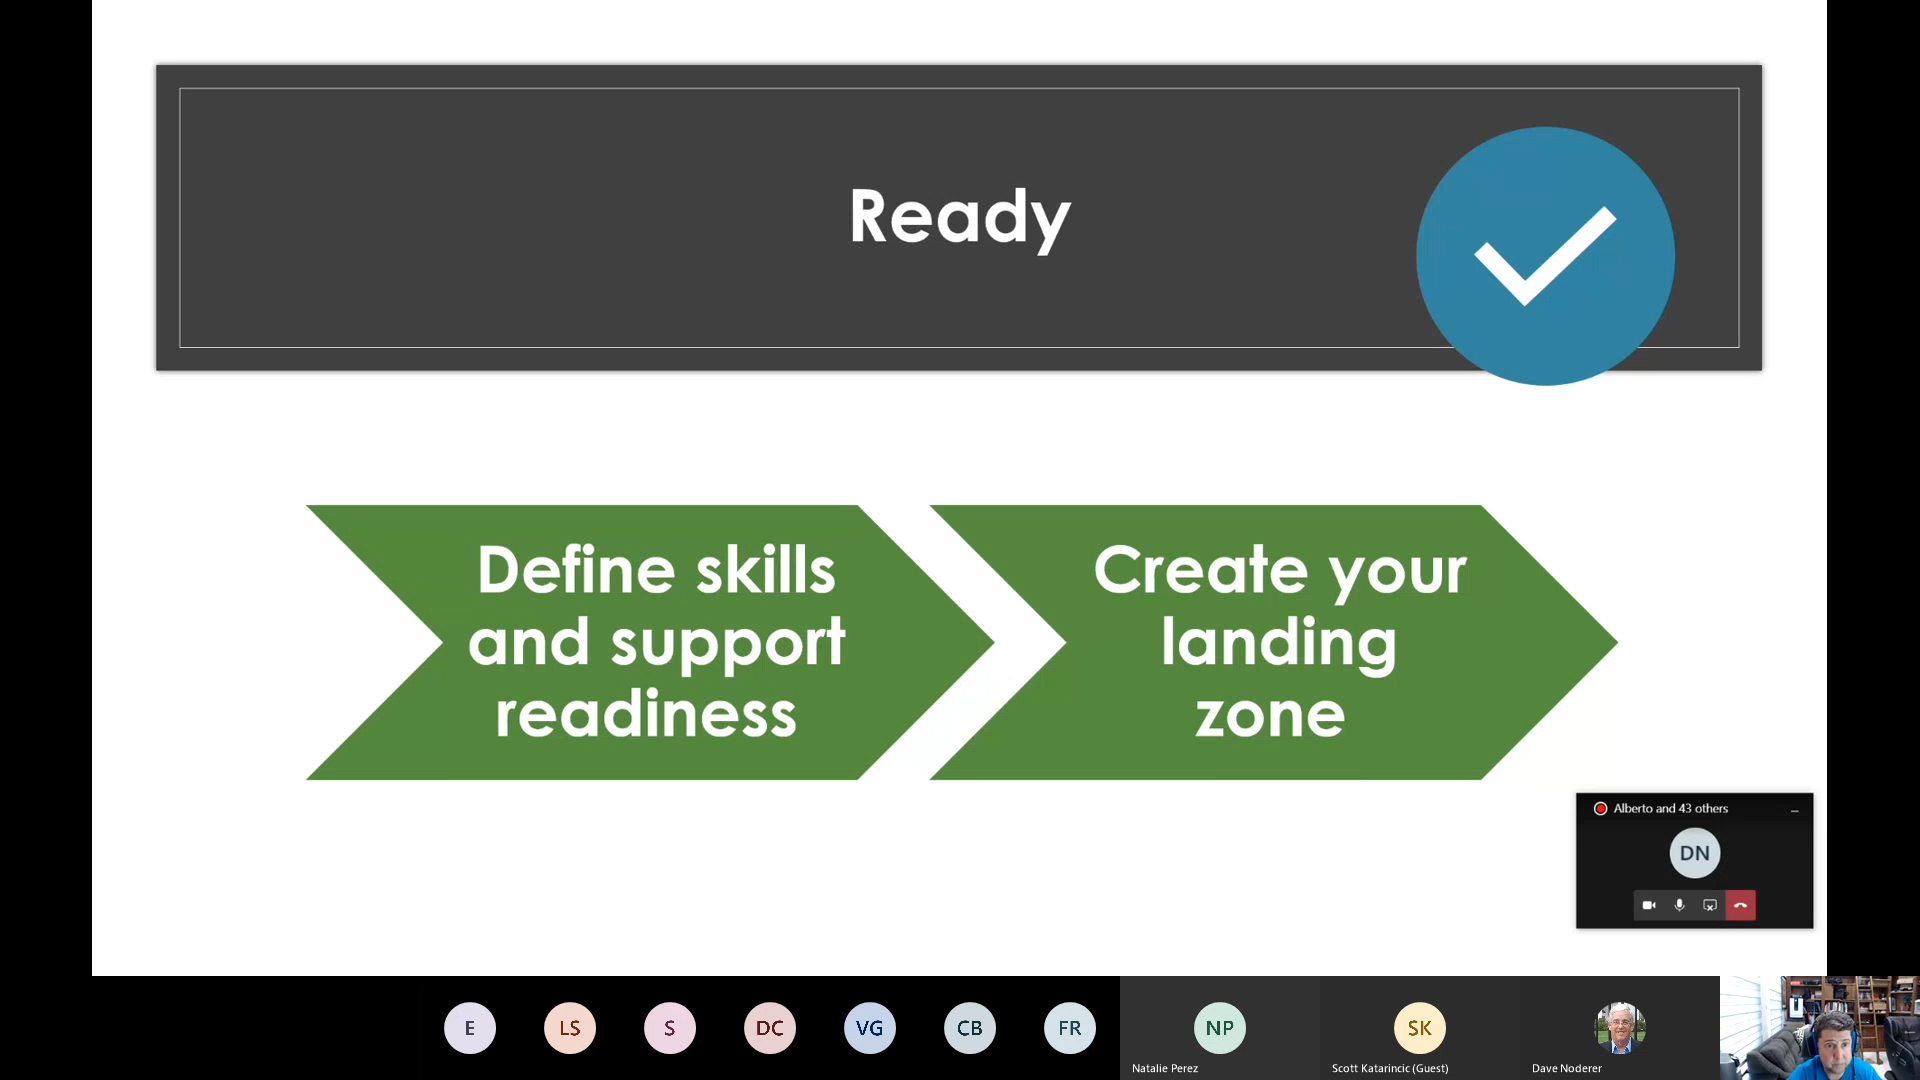 Ready
Define skills
and support
readiness
Create your
landing
zone
Alberto and 43 others
DN
E
LS
S
DC
VG
CB
FR
NP
SK
Natalie Perez
Scott Katarincic (Guest)
Dave Noderer